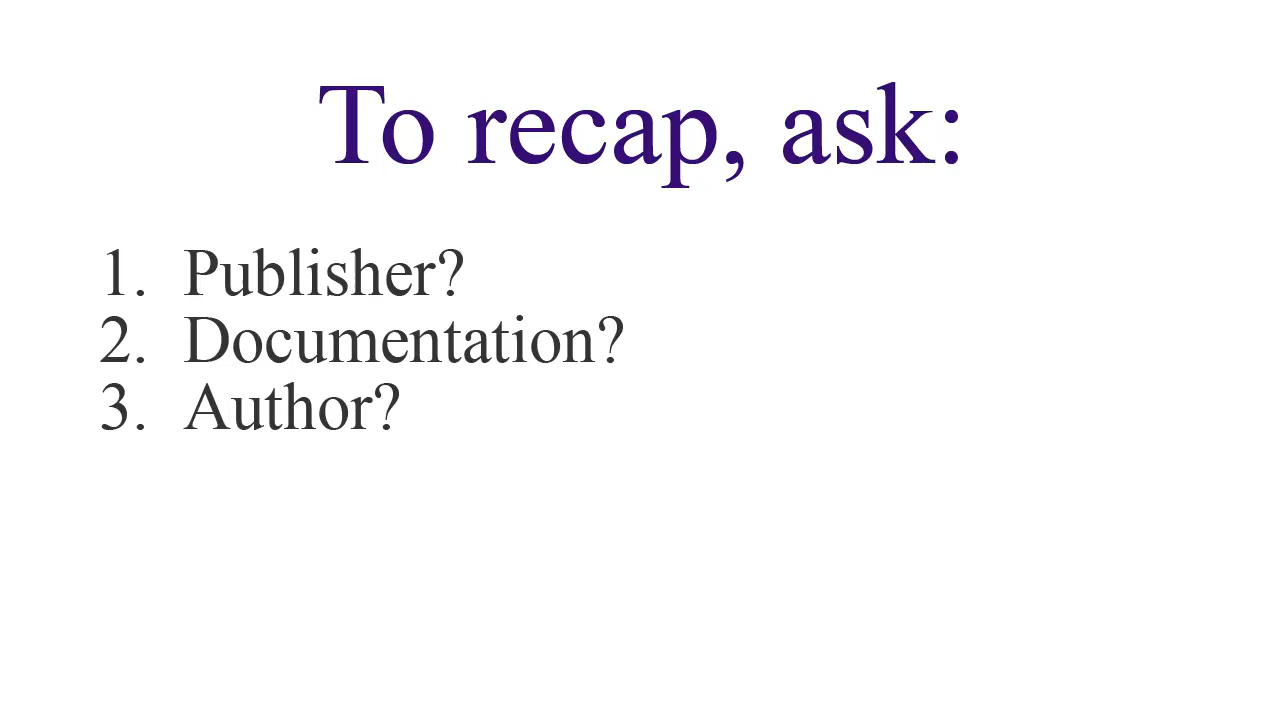 To recap, ask:
1. Publisher?
2. Documentation?
3. Author?